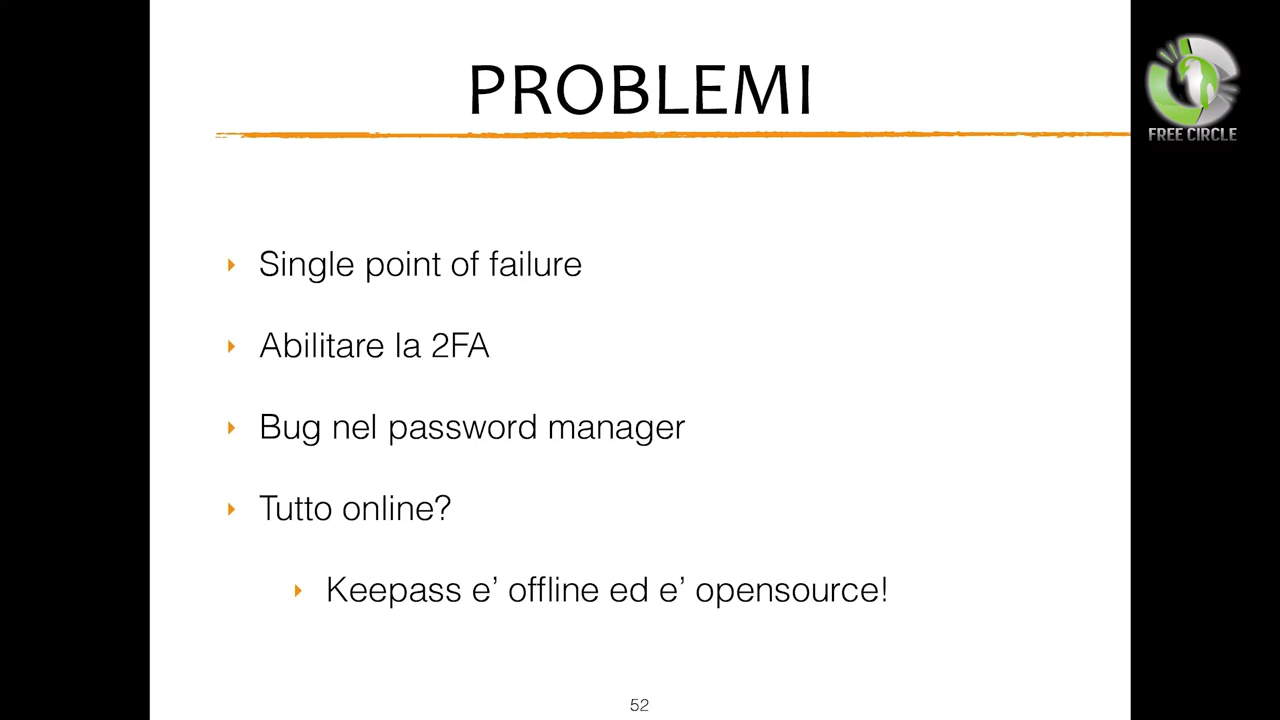 PROBLEMI
FREE CIRCLE
Single point of failure
Abilitare la 2FA
Bug nel password manager
Tutto online?
Keepass e’ offline ed e’ opensource!
52